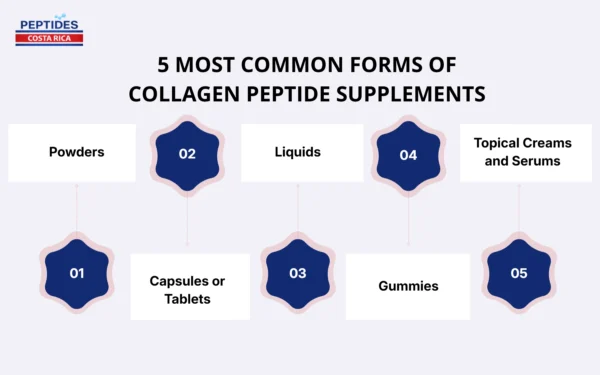 PEPTIDES
COSTA RICA
5 MOST COMMON FORMS OF
COLLAGEN PEPTIDE SUPPLEMENTS
01
Powders
02
Capsules or
Tablets
03
Liquids
04
Gummies
05
Topical Creams
and Serums